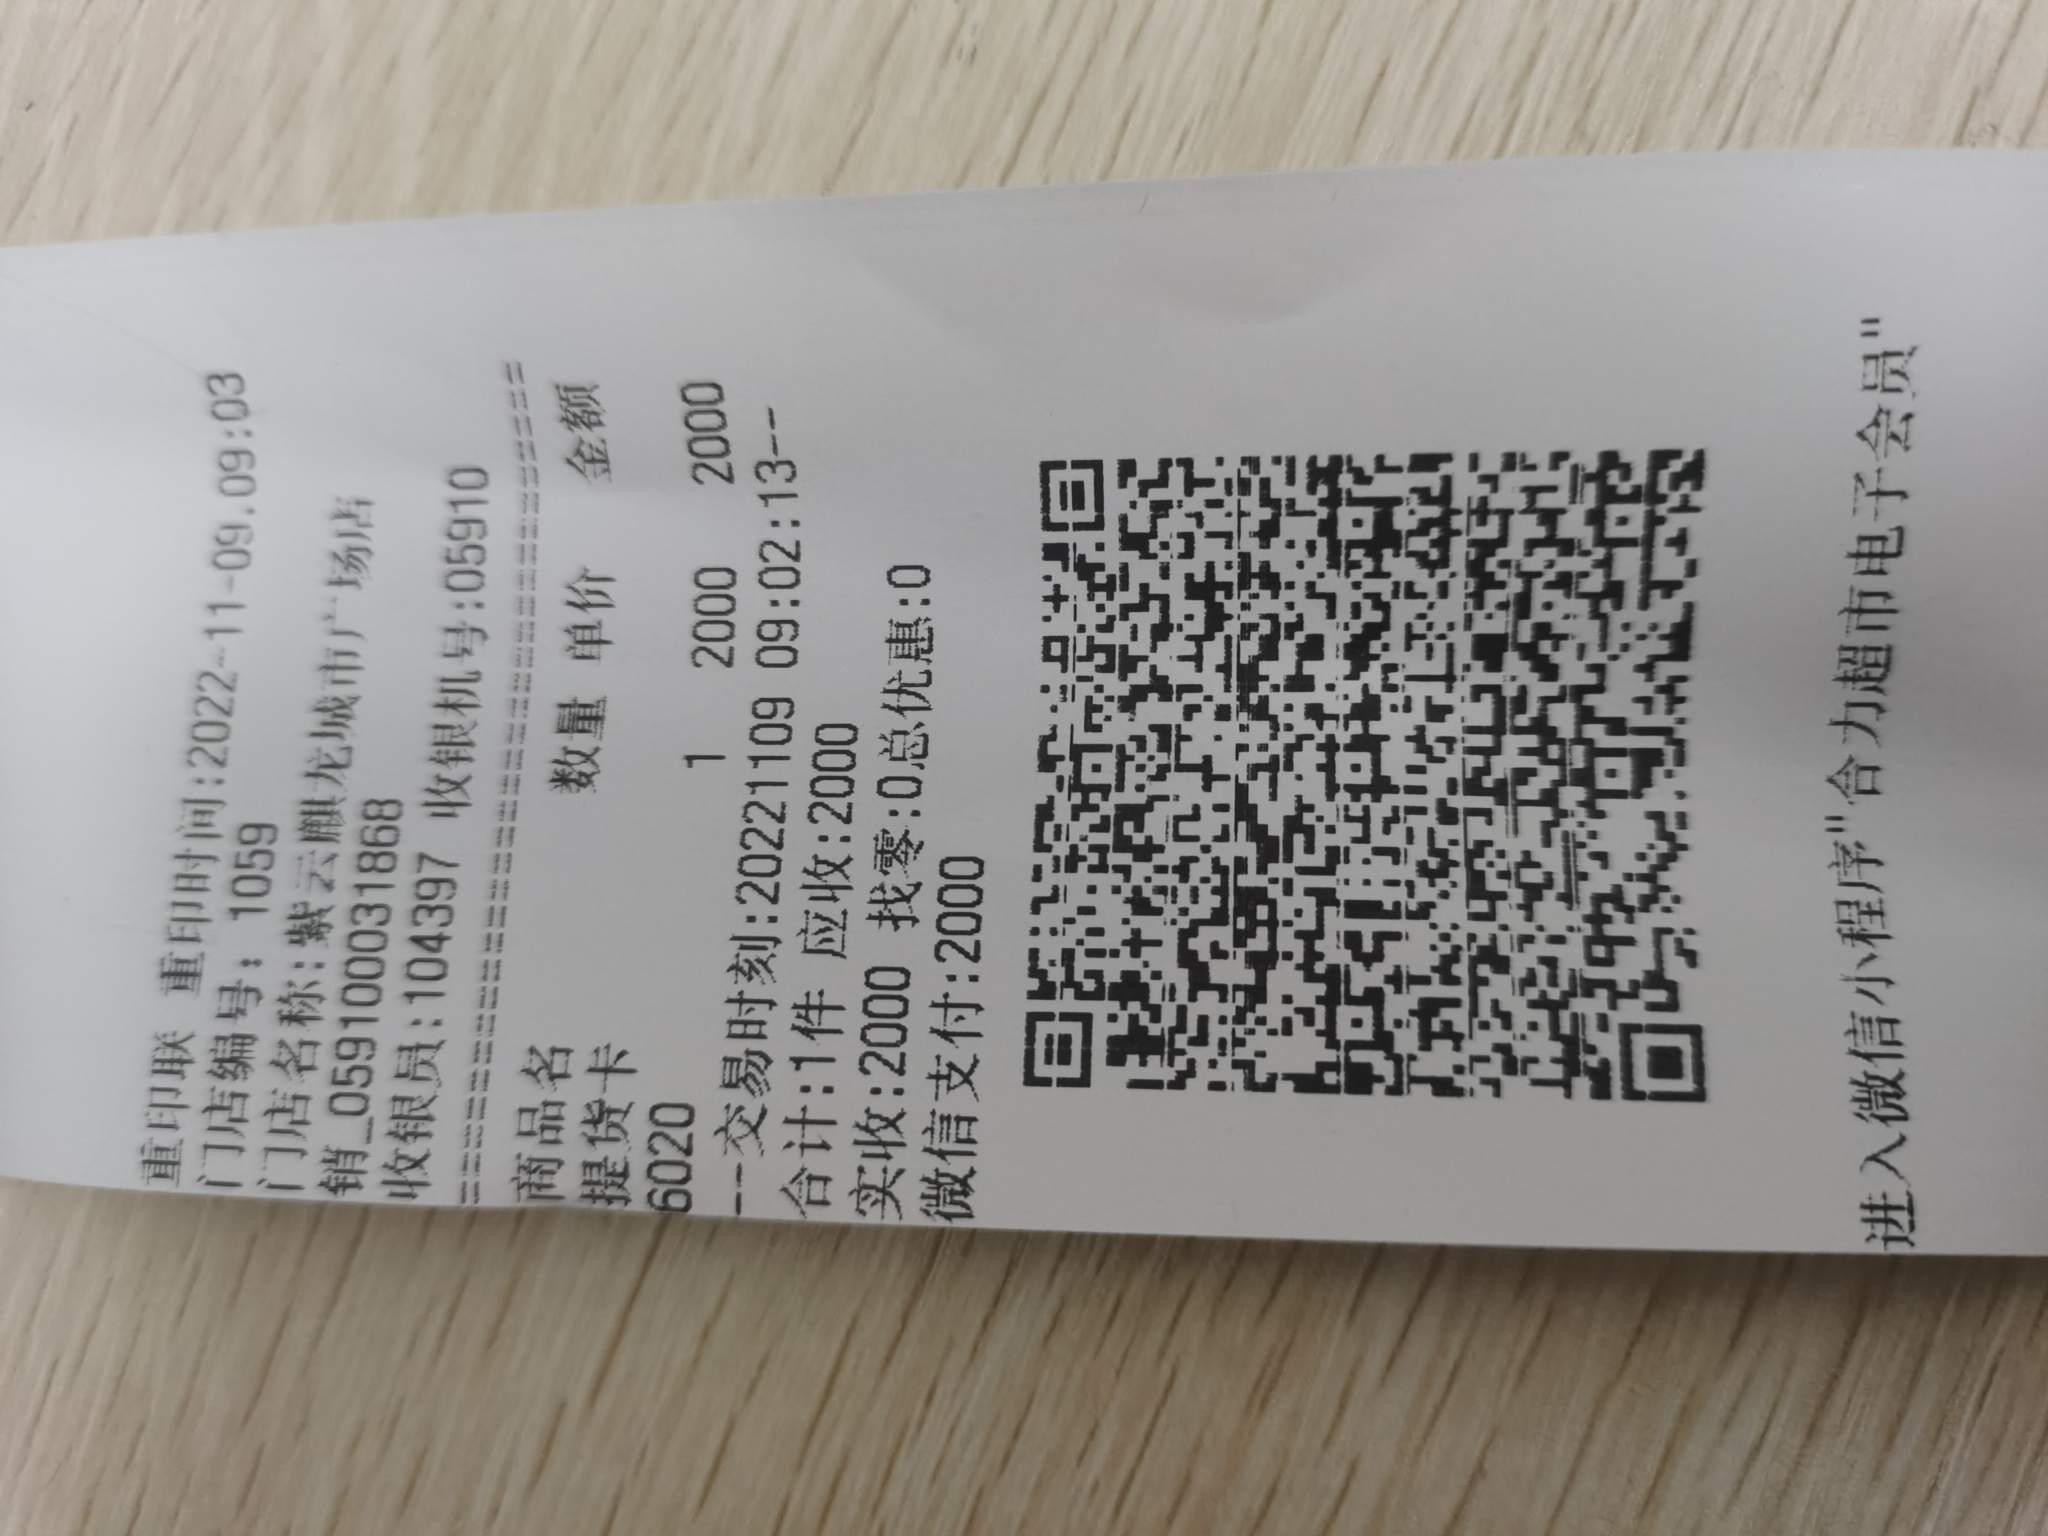 重印联 重印时间:2022-11-09.09:03
门店编号: 1059
门店名称:紫云麒龙城市广场店
销_0591000031868
收银员:104397 收银机号:05910
商品名 数量 单价 金额
提货卡
6020 1 2000 2000
---交易时刻:20221109 09:02:13--
合计:1件 应收:2000
实收:2000 找零:0总优惠:0
微信支付:2000
进入微信小程序"合力超市电子会员"